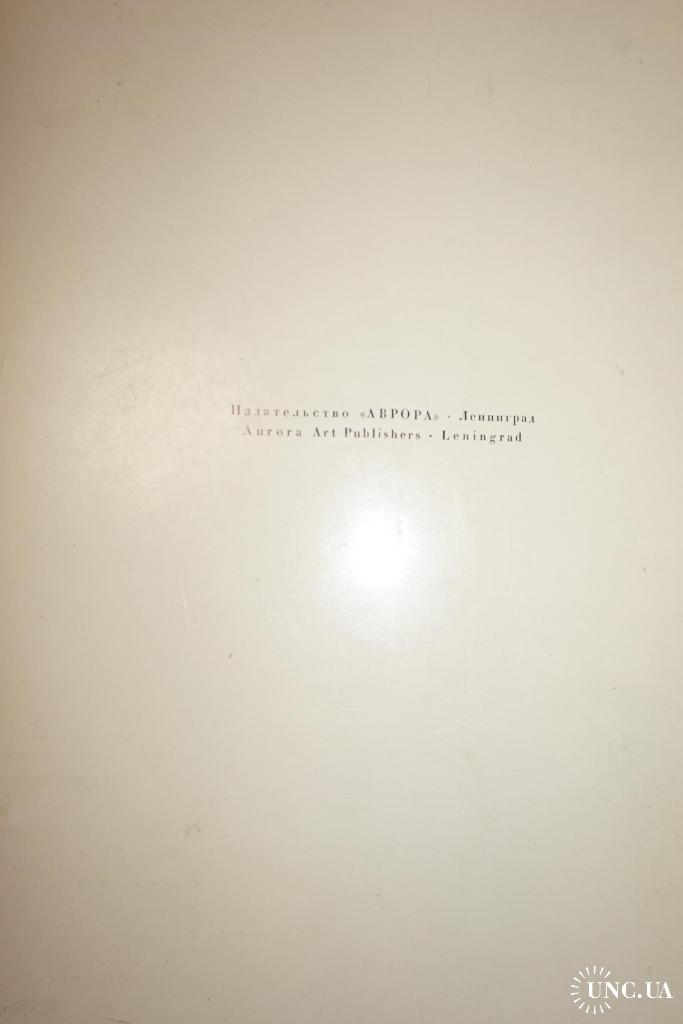 Издательство «АВРОРА» · Ленинград
Aurora Art Publishers · Leningrad
UNC.UA